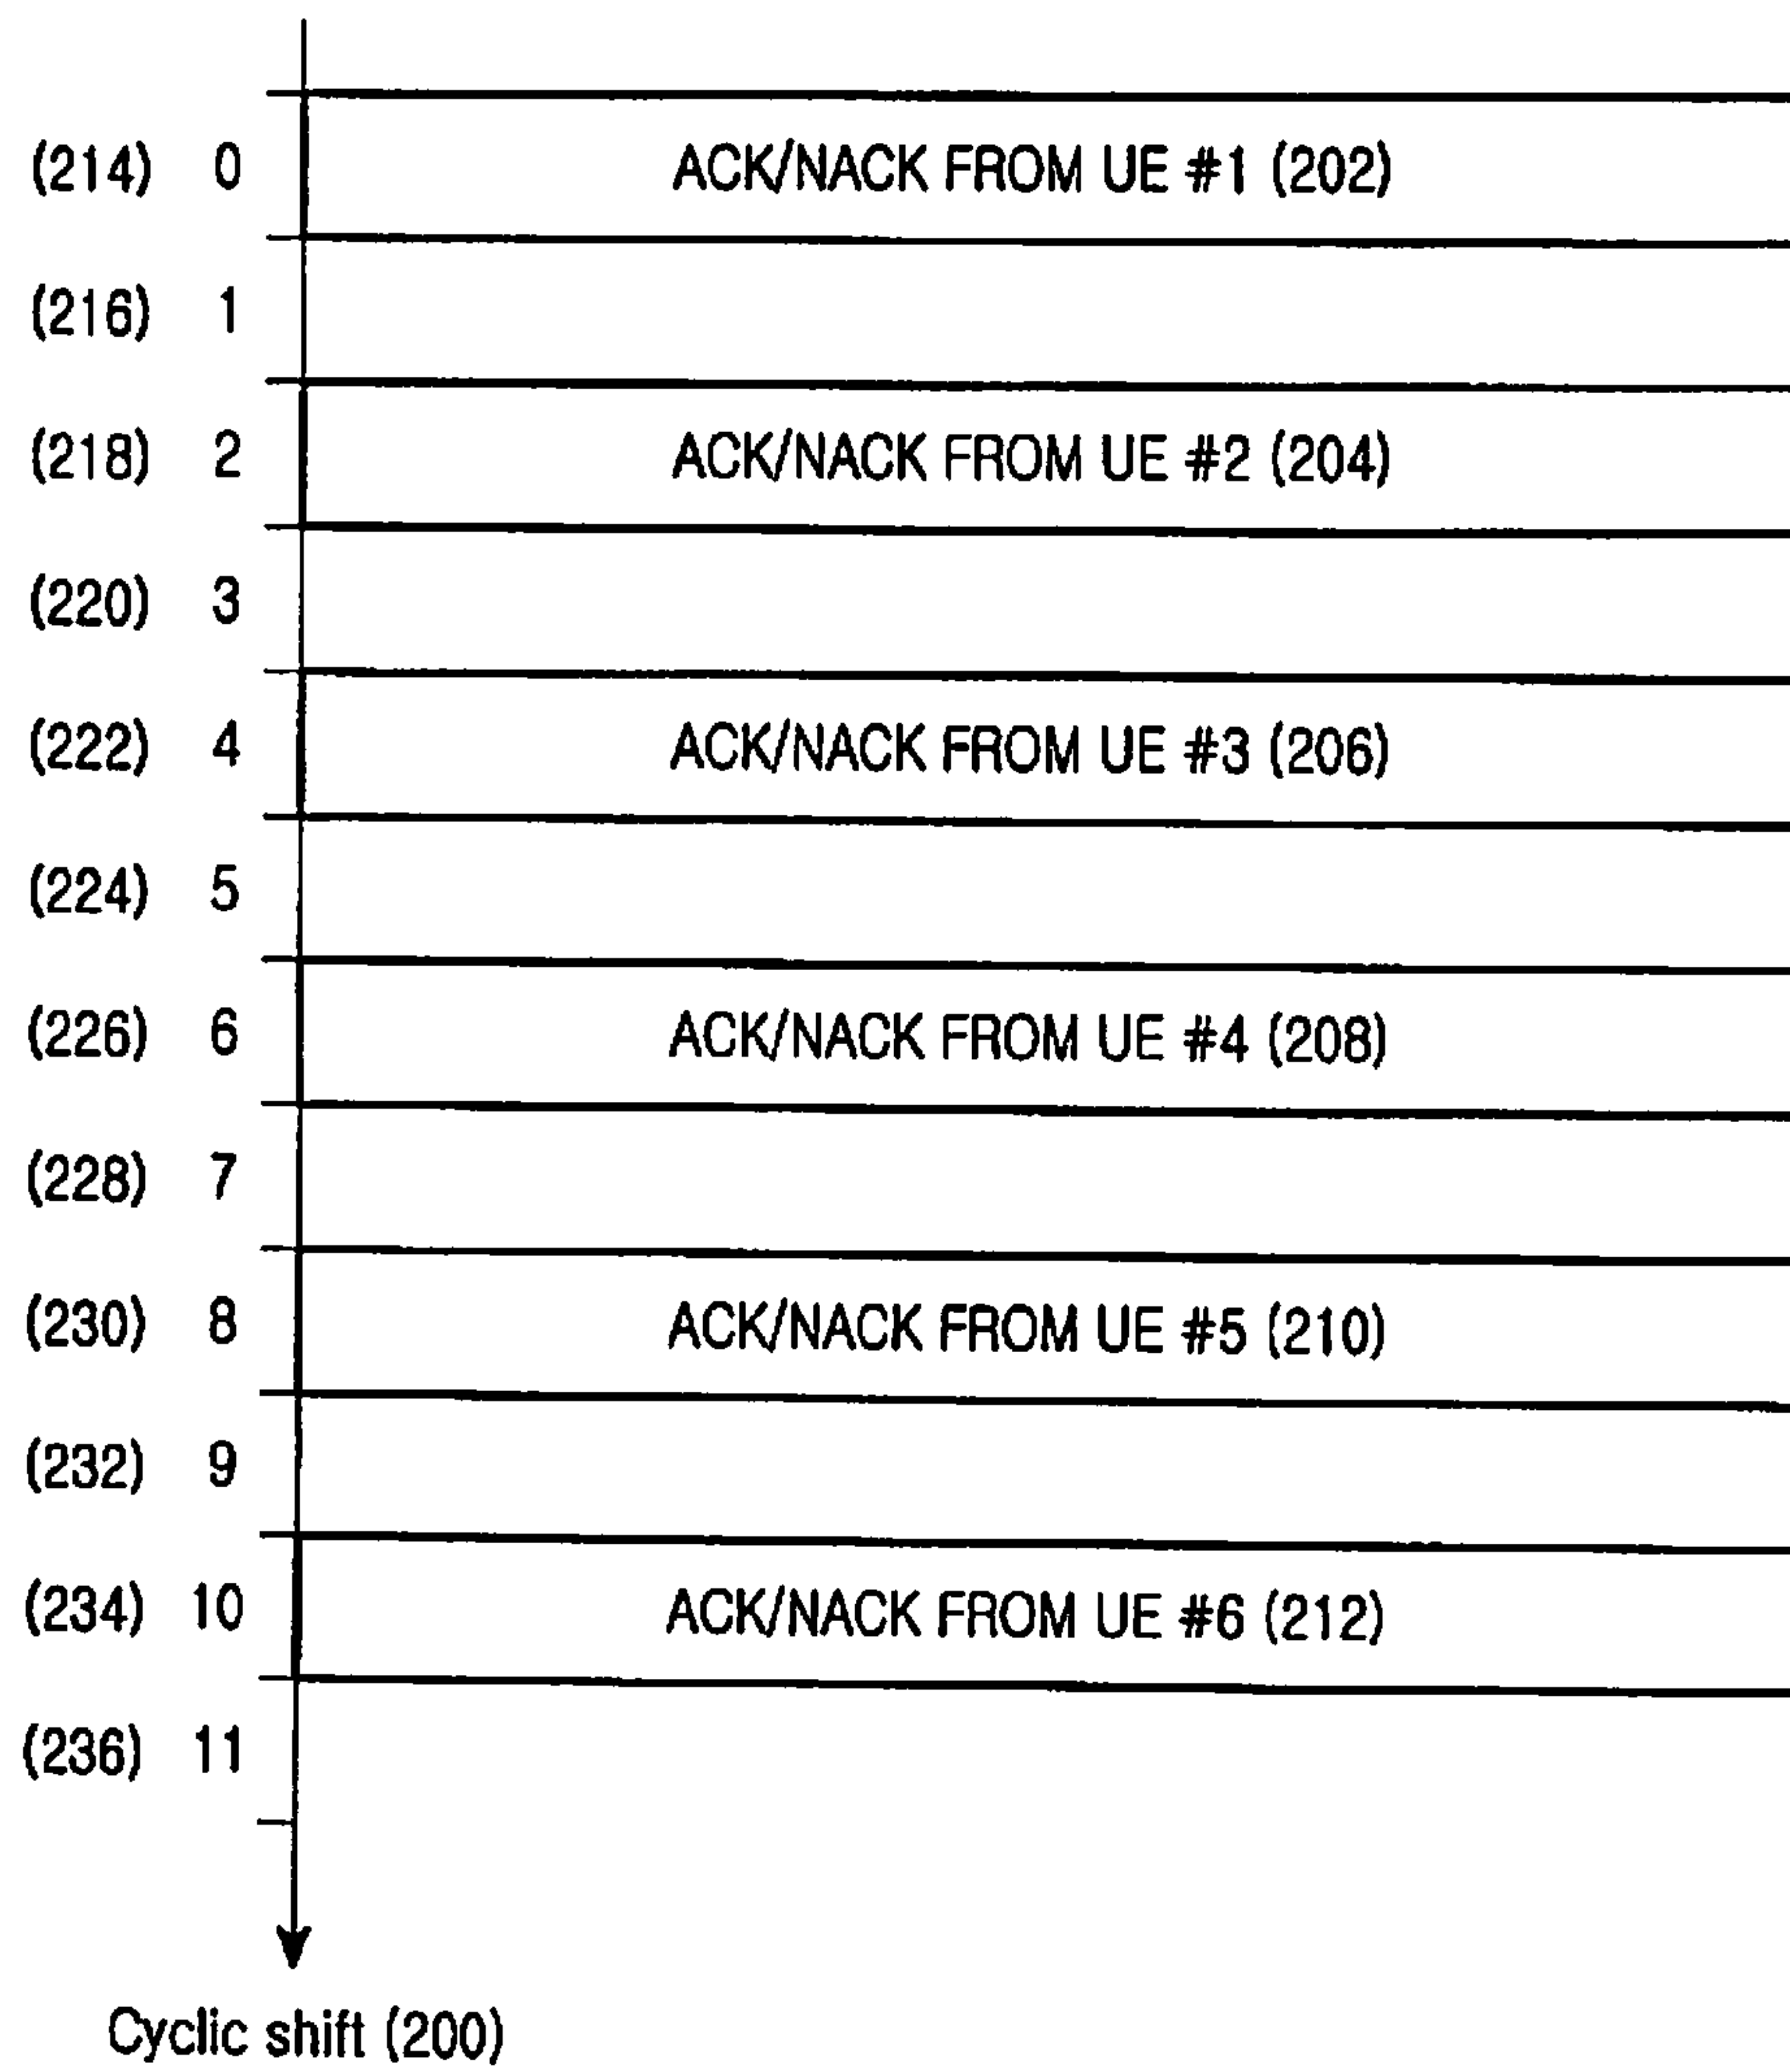 (214) 0 ACK/NACK FROM UE #1 (202)
(216) 1
(218) 2 ACK/NACK FROM UE #2 (204)
(220) 3
(222) 4 ACK/NACK FROM UE #3 (206)
(224) 5
(226) 6 ACK/NACK FROM UE #4 (208)
(228) 7
(230) 8 ACK/NACK FROM UE #5 (210)
(232) 9
(234) 10 ACK/NACK FROM UE #6 (212)
(236) 11
Cyclic shift (200)